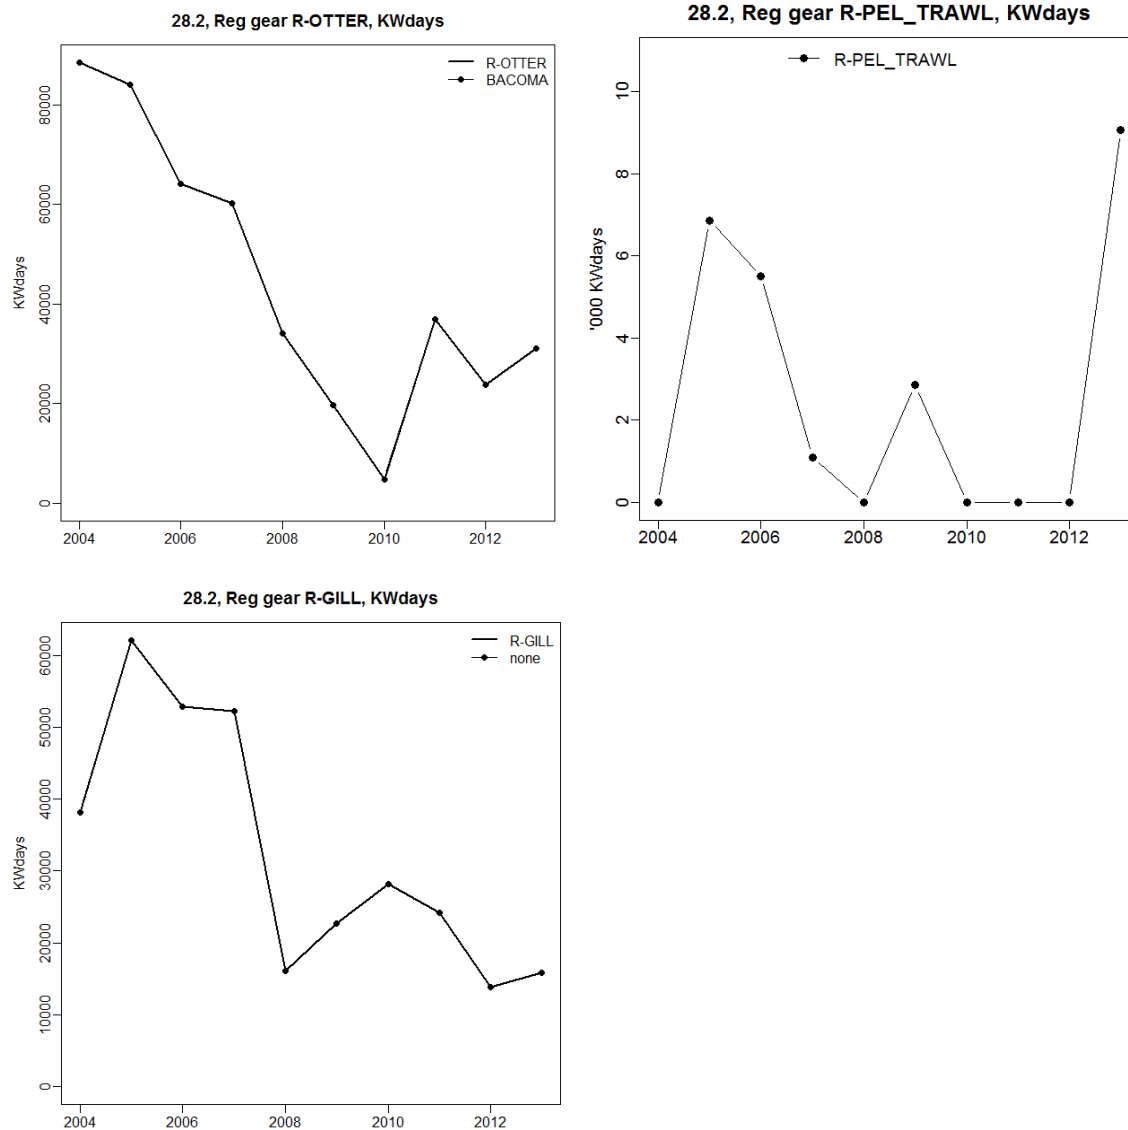 28.2, Reg gear R-OTTER, KWdays
R-OTTER
BACOMA
KWdays
80000
60000
40000
20000
0
2004 2006 2008 2010 2012
28.2, Reg gear R-PEL_TRAWL, KWdays
R-PEL_TRAWL
'000 KWdays
10
8
6
4
2
0
2004 2006 2008 2010 2012
28.2, Reg gear R-GILL, KWdays
R-GILL
none
KWdays
60000
50000
40000
30000
20000
10000
0
2004 2006 2008 2010 2012